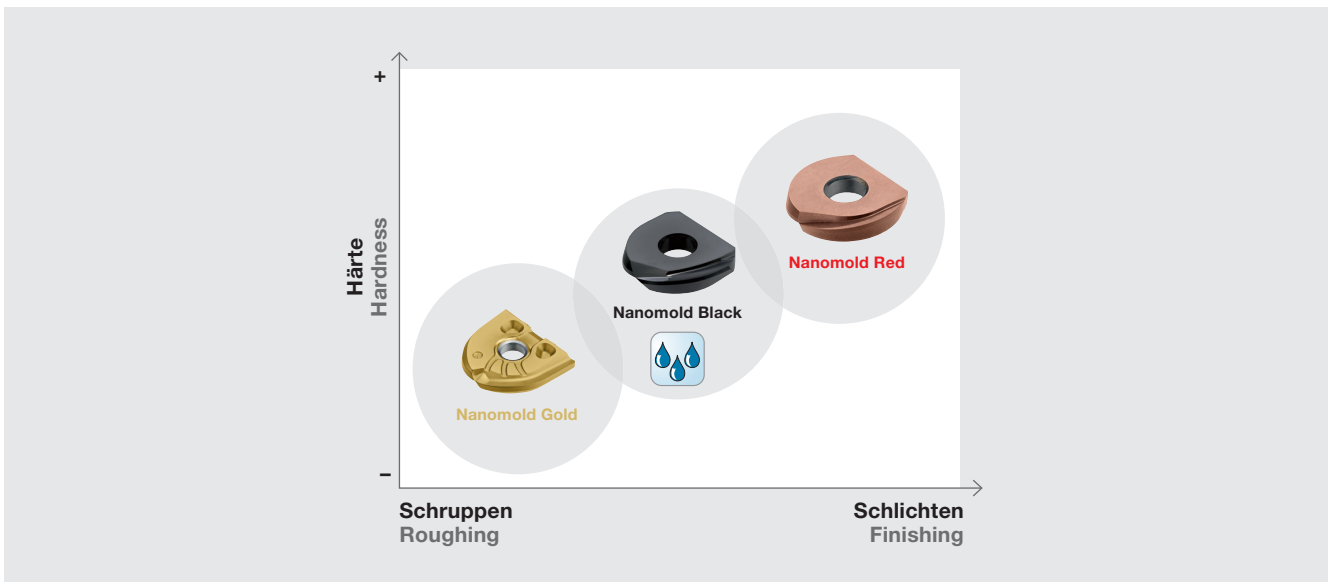 +
Härte
Hardness
Nanomold Red
Nanomold Black
Nanomold Gold
–
Schruppen
Roughing
Schlichten
Finishing